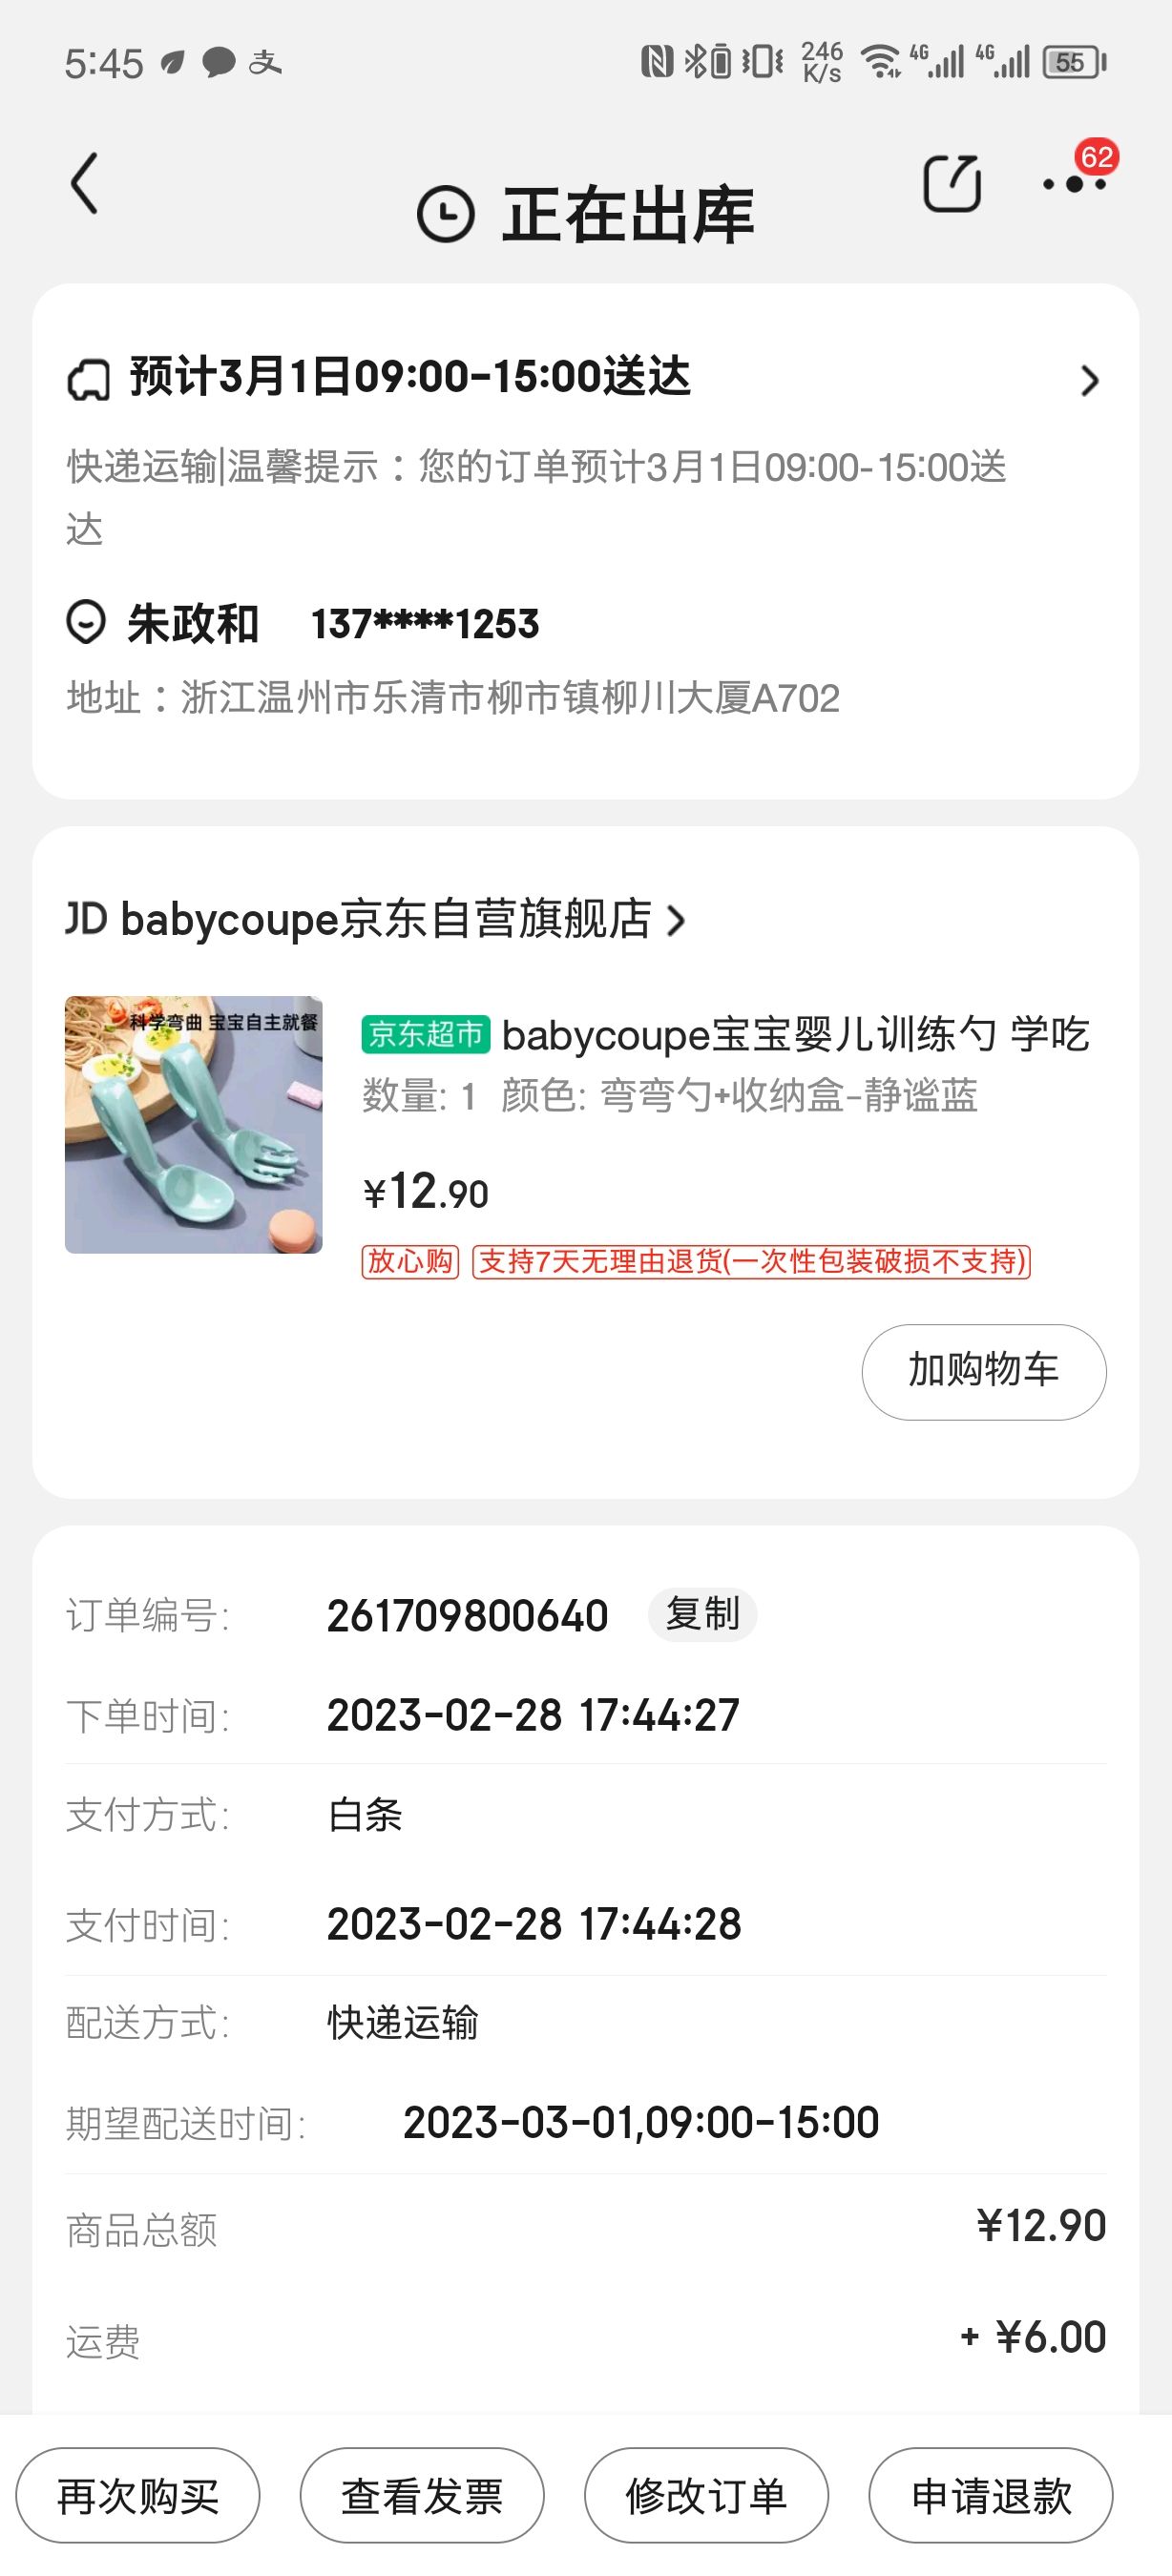 5:45 支 246 K/s 4G 4G 55
62
正在出库
预计3月1日09:00-15:00送达
快递运输|温馨提示：您的订单预计3月1日09:00-15:00送
达
朱政和 137****1253
地址：浙江温州市乐清市柳市镇柳川大厦A702
JD babycoupe京东自营旗舰店
科学弯曲 宝宝自主就餐
京东超市 babycoupe宝宝婴儿训练勺 学吃
数量: 1 颜色: 弯弯勺+收纳盒-静谧蓝
¥12.90
放心购 支持7天无理由退货(一次性包装破损不支持)
加购物车
订单编号: 261709800640 复制
下单时间: 2023-02-28 17:44:27
支付方式: 白条
支付时间: 2023-02-28 17:44:28
配送方式: 快递运输
期望配送时间: 2023-03-01,09:00-15:00
商品总额 ¥12.90
运费 + ¥6.00
再次购买 查看发票 修改订单 申请退款